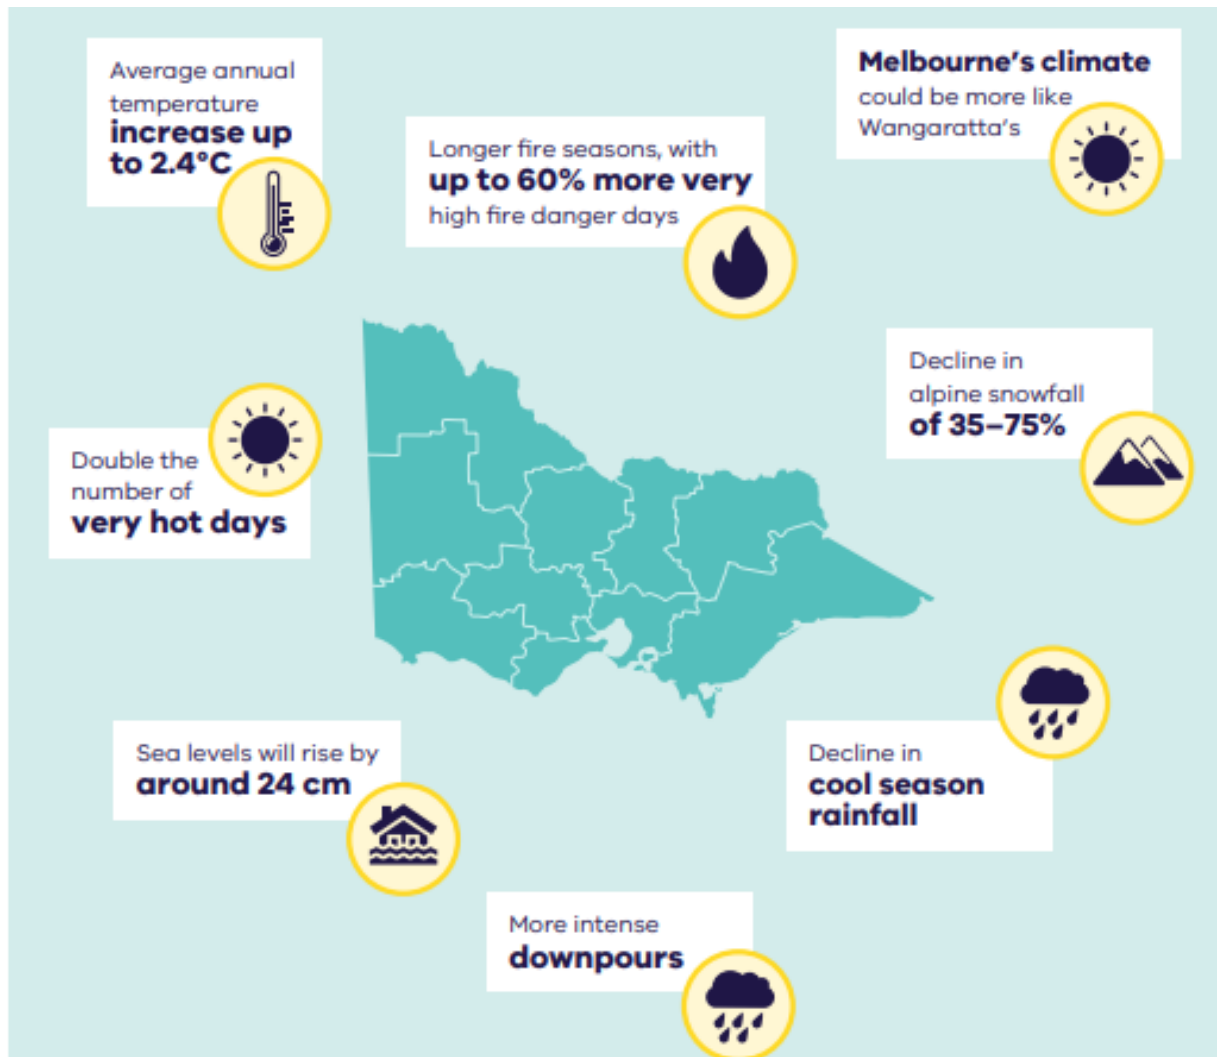 Average annual
temperature
increase up
to 2.4°C
Longer fire seasons, with
up to 60% more very
high fire danger days
Melbourne's climate
could be more like
Wangaratta's
Decline in
alpine snowfall
of 35–75%
Double the
number of
very hot days
Sea levels will rise by
around 24 cm
Decline in
cool season
rainfall
More intense
downpours